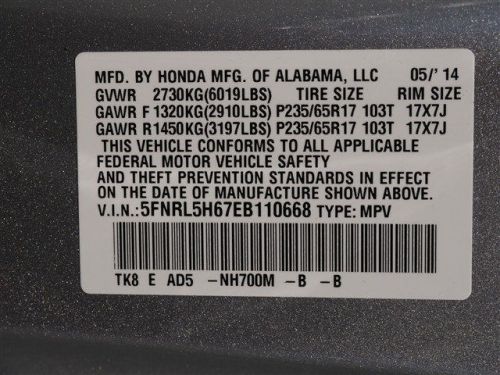 MFD. BY HONDA MFG. OF ALABAMA, LLC 05/' 14
GVWR 2730KG(6019LBS) TIRE SIZE RIM SIZE
GAWR F 1320KG(2910LBS) P235/65R17 103T 17X7J
GAWR R1450KG(3197LBS) P235/65R17 103T 17X7J
THIS VEHICLE CONFORMS TO ALL APPLICABLE
FEDERAL MOTOR VEHICLE SAFETY
AND THEFT PREVENTION STANDARDS IN EFFECT
ON THE DATE OF MANUFACTURE SHOWN ABOVE.
V.I.N.:5FNRL5H67EB110668 TYPE: MPV
TK8 E AD5 -NH700M -B -B